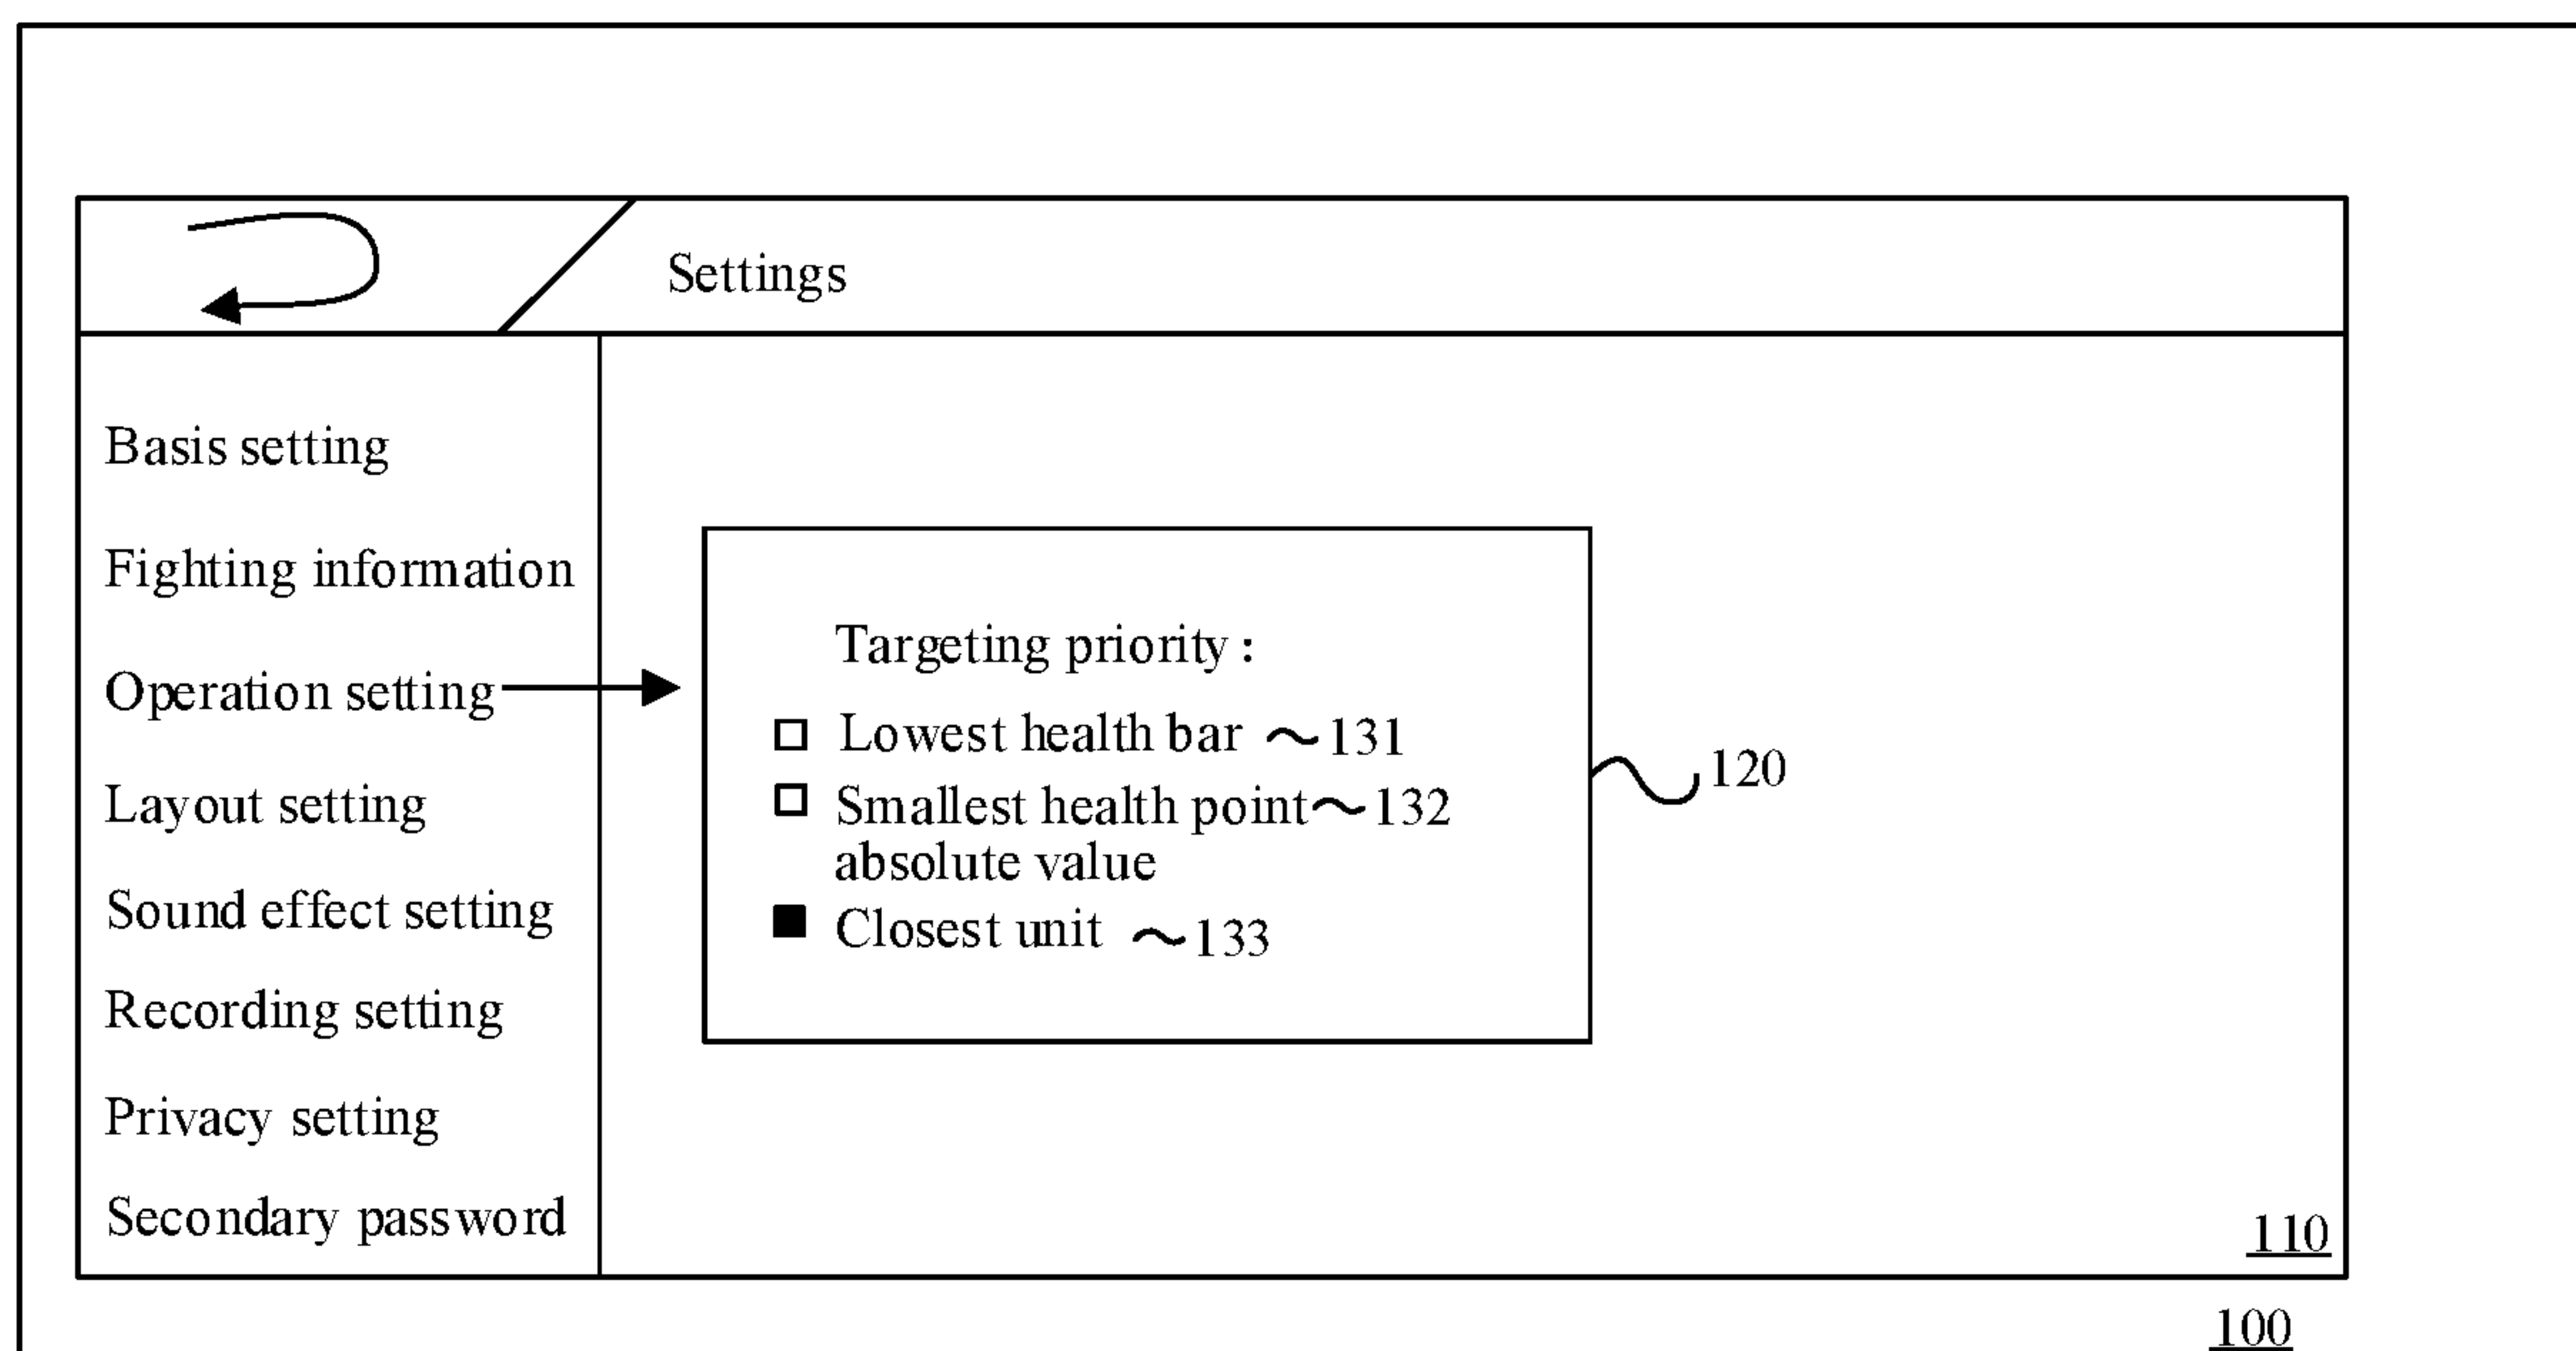 Settings
Basis setting
Fighting information
Operation setting
Layout setting
Sound effect setting
Recording setting
Privacy setting
Secondary password
Targeting priority:
Lowest health bar 131
Smallest health point 132
absolute value
Closest unit 133
120
110
100